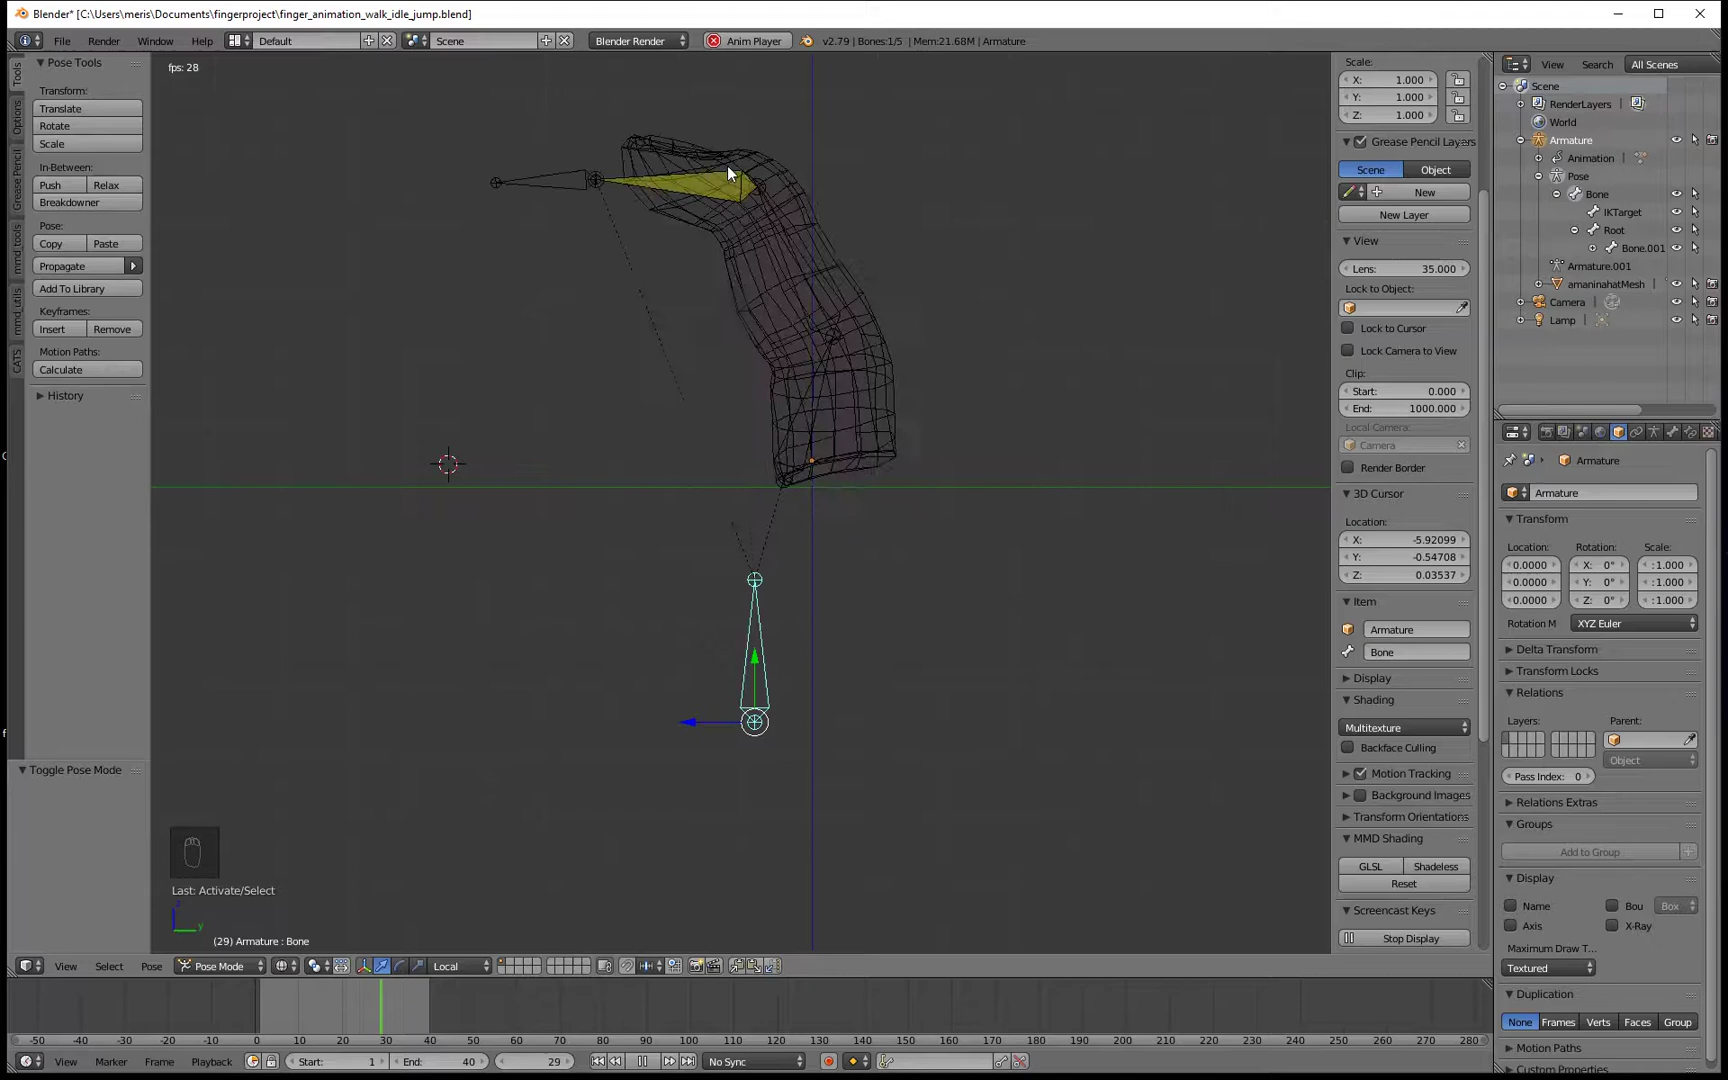 Blender* [C:\Users\meris\Documents\fingerproject\finger_animation_walk_idle_jump.blend]
File Render Window Help Default Scene Blender Render Anim Player v2.79 | Bones:1/5 | Mem:21.68M | Armature
fps: 28
Tools
Options
Grease Pencil
mmd_tools
mmd_utils
CATS
Pose Tools
Transform:
Translate
Rotate
Scale
In-Between:
Push Relax
Breakdowner
Pose:
Copy Paste
Propagate
Add To Library
Keyframes:
Insert Remove
Motion Paths:
Calculate
History
Toggle Pose Mode
Last: Activate/Select
z
y
(29) Armature : Bone
Scale:
X: 1.000
Y: 1.000
Z: 1.000
Grease Pencil Layers
Scene Object
New
New Layer
View
Lens: 35.000
Lock to Object:
Lock to Cursor
Lock Camera to View
Clip:
Start: 0.000
End: 1000.000
Local Camera:
Camera
Render Border
3D Cursor
Location:
X: -5.92099
Y: -0.54708
Z: 0.03537
Item
Armature
Bone
Display
Shading
Multitexture
Backface Culling
Motion Tracking
Background Images
Transform Orientations
MMD Shading
GLSL Shadeless
Reset
Screencast Keys
Stop Display
View Search All Scenes
Scene
RenderLayers
World
Armature
Animation
Pose
Bone
IKTarget
Root
Bone.001
Armature.001
amaninahatMesh
Camera
Lamp
Armature
Armature
Transform
Location: Rotation: Scale:
0.0000 X: 0° :1.000
0.0000 Y: 0° :1.000
0.0000 Z: 0° :1.000
Rotation M XYZ Euler
Delta Transform
Transform Locks
Relations
Layers: Parent:
Object
Pass Index: 0
Relations Extras
Groups
Add to Group
Display
Name Bou Box
Axis X-Ray
Maximum Draw T...
Textured
Duplication
None Frames Verts Faces Group
Motion Paths
Custom Properties
View Select Pose Pose Mode Local
-50 -40 -30 -20 -10 0 10 20 30 40 50 60 70 80 90 100 110 120 130 140 150 160 170 180 190 200 210 220 230 240 250 260 270 280
View Marker Frame Playback Start: 1 End: 40 29 No Sync